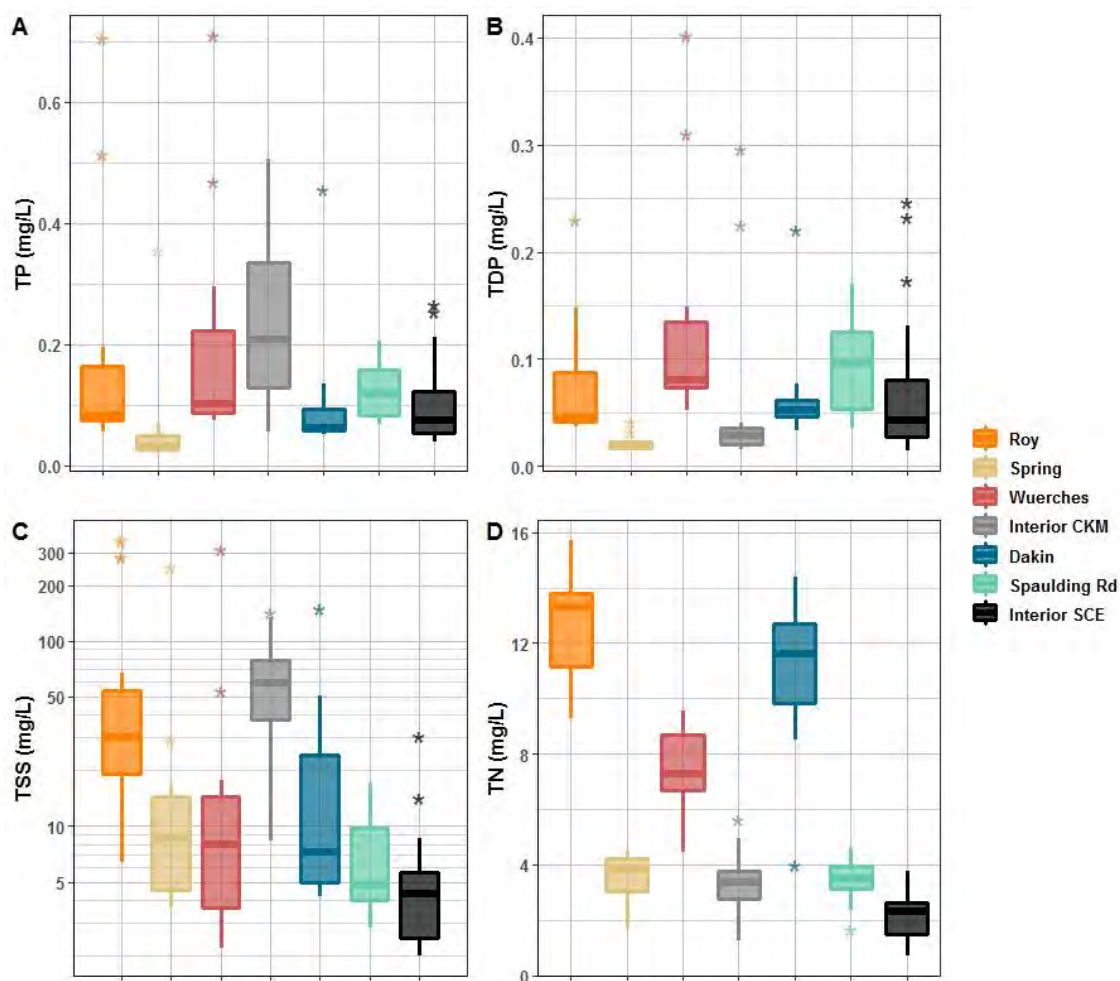 A
TP (mg/L)
0.6
0.4
0.2
0.0
B
TDP (mg/L)
0.4
0.3
0.2
0.1
0.0
C
TSS (mg/L)
300
200
100
50
10
5
D
TN (mg/L)
16
12
8
4
0
Roy
Spring
Wuerches
Interior CKM
Dakin
Spaulding Rd
Interior SCE